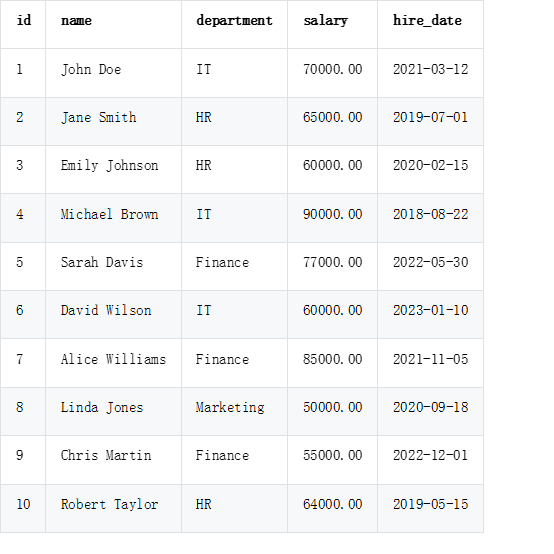 id name department salary hire_date
1 John Doe IT 70000.00 2021-03-12
2 Jane Smith HR 65000.00 2019-07-01
3 Emily Johnson HR 60000.00 2020-02-15
4 Michael Brown IT 90000.00 2018-08-22
5 Sarah Davis Finance 77000.00 2022-05-30
6 David Wilson IT 60000.00 2023-01-10
7 Alice Williams Finance 85000.00 2021-11-05
8 Linda Jones Marketing 50000.00 2020-09-18
9 Chris Martin Finance 55000.00 2022-12-01
10 Robert Taylor HR 64000.00 2019-05-15